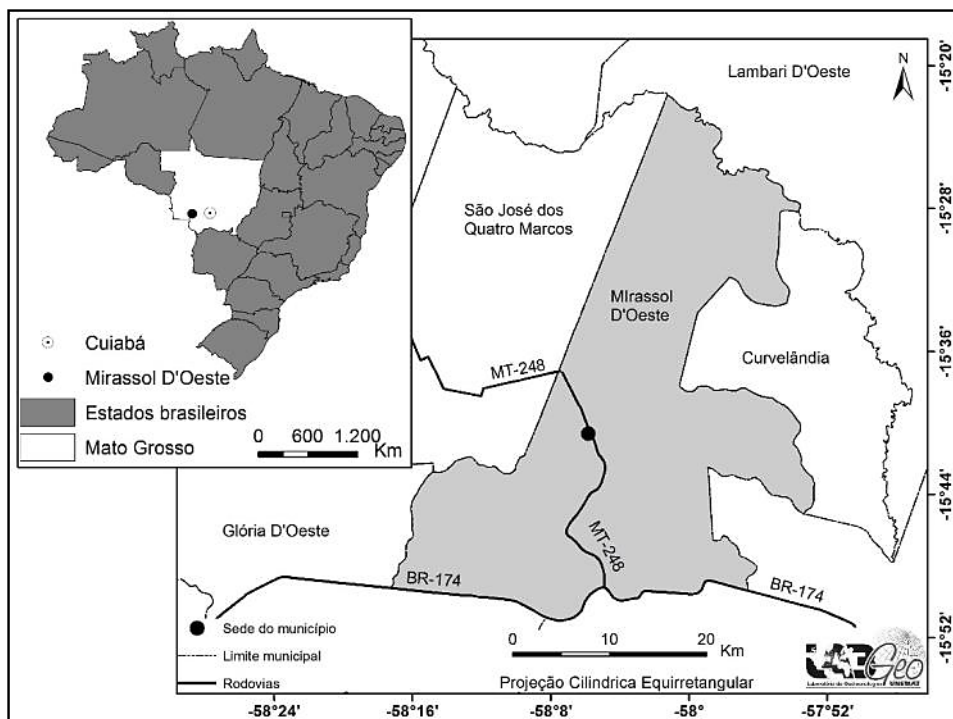 Cuiabá
Mirassol D'Oeste
Estados brasileiros
Mato Grosso
0 600 1.200
Km
N
Lambari D'Oeste
São José dos
Quatro Marcos
MIrassol
D'Oeste
Curvelândia
MT-248
MT-248
Glória D'Oeste
BR-174
BR-174
Sede do município
Limite municipal
Rodovias
0 10 20
Km
Projeção Cilindrica Equirretangular
Geo
UNEMAT
-15°20'
-15°28'
-15°36'
-15°44'
-15°52'
-58°24'
-58°16'
-58°8'
-58°
-57°52'